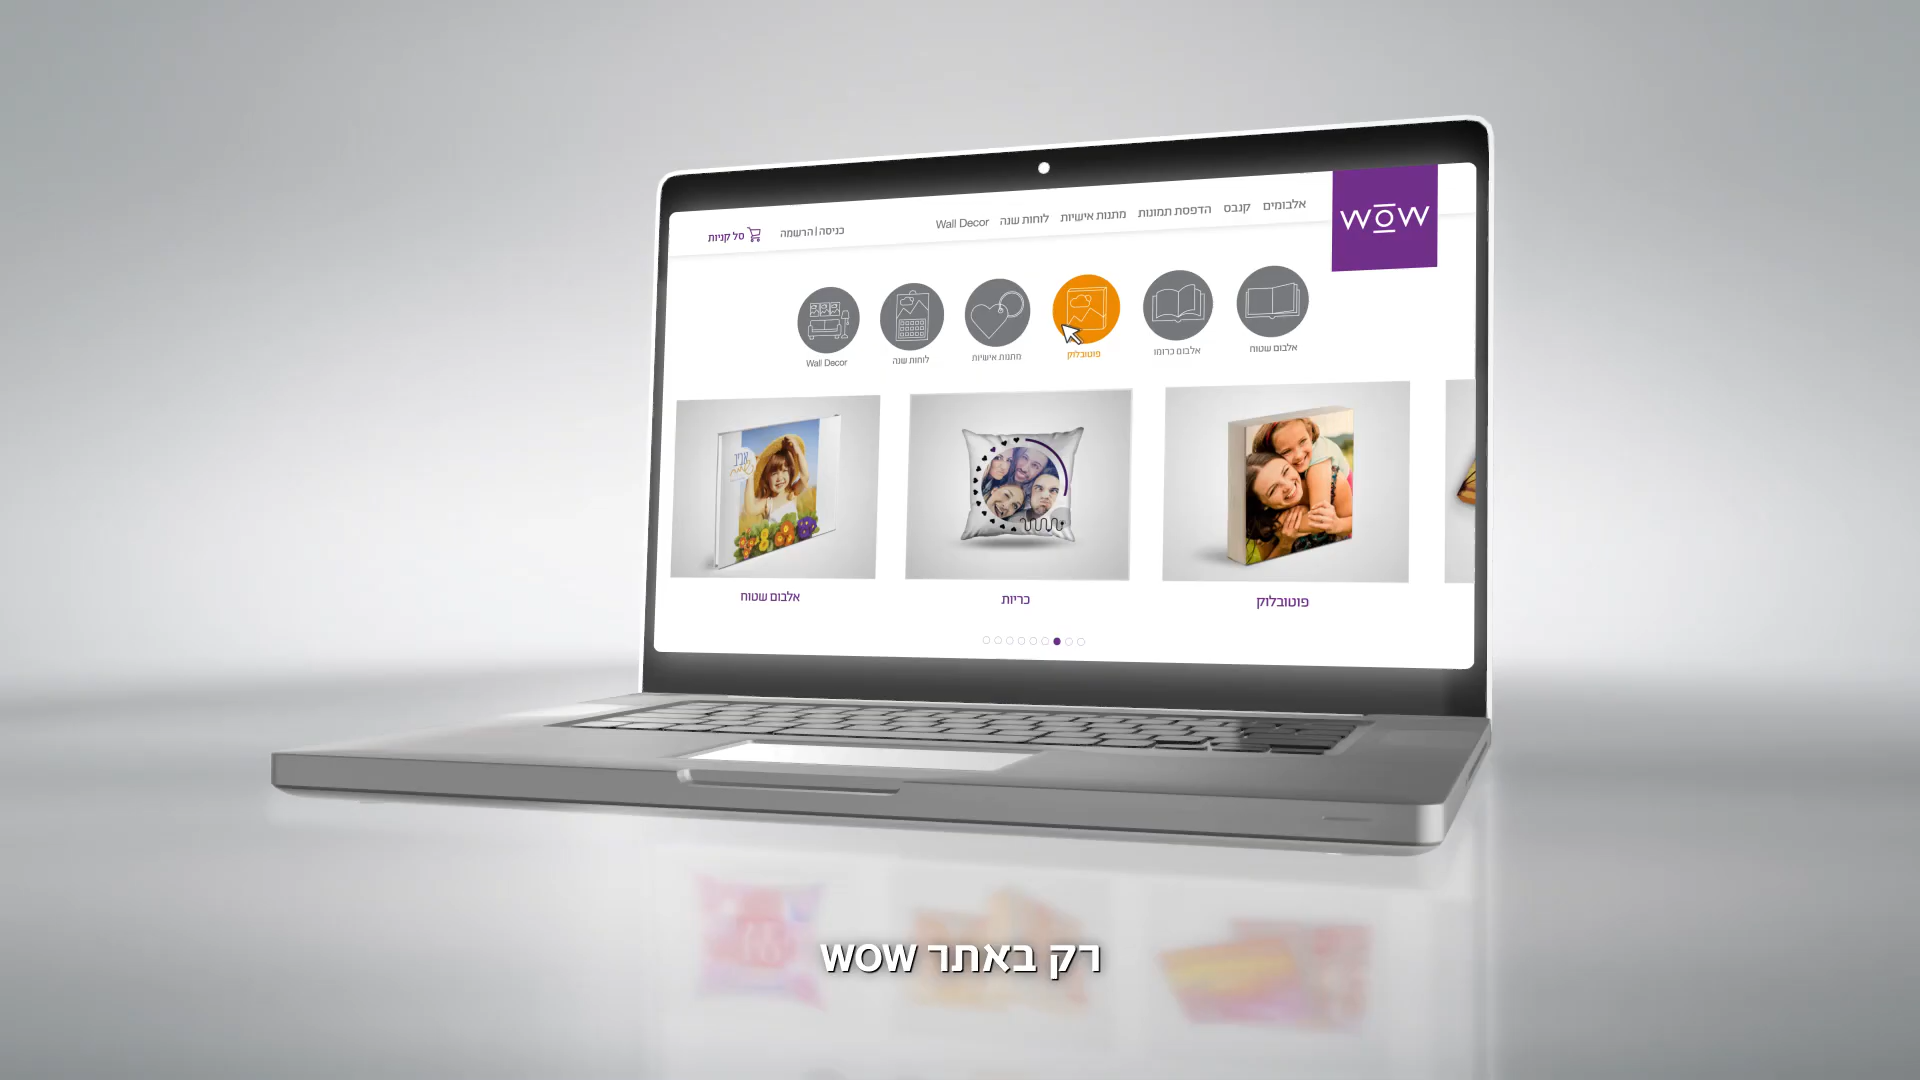 WOW
אלבומים קנבס הדפסת תמונות מתנות אישיות לוחות שנה Wall Decor
כניסה | הרשמה
סל קניות
אלבום שטוח
אלבום כרומו
פוטובלוק
מתנות אישיות
לוחות שנה
Wall Decor
פוטובלוק
כריות
אלבום שטוח
אביב
רק באתר WOW